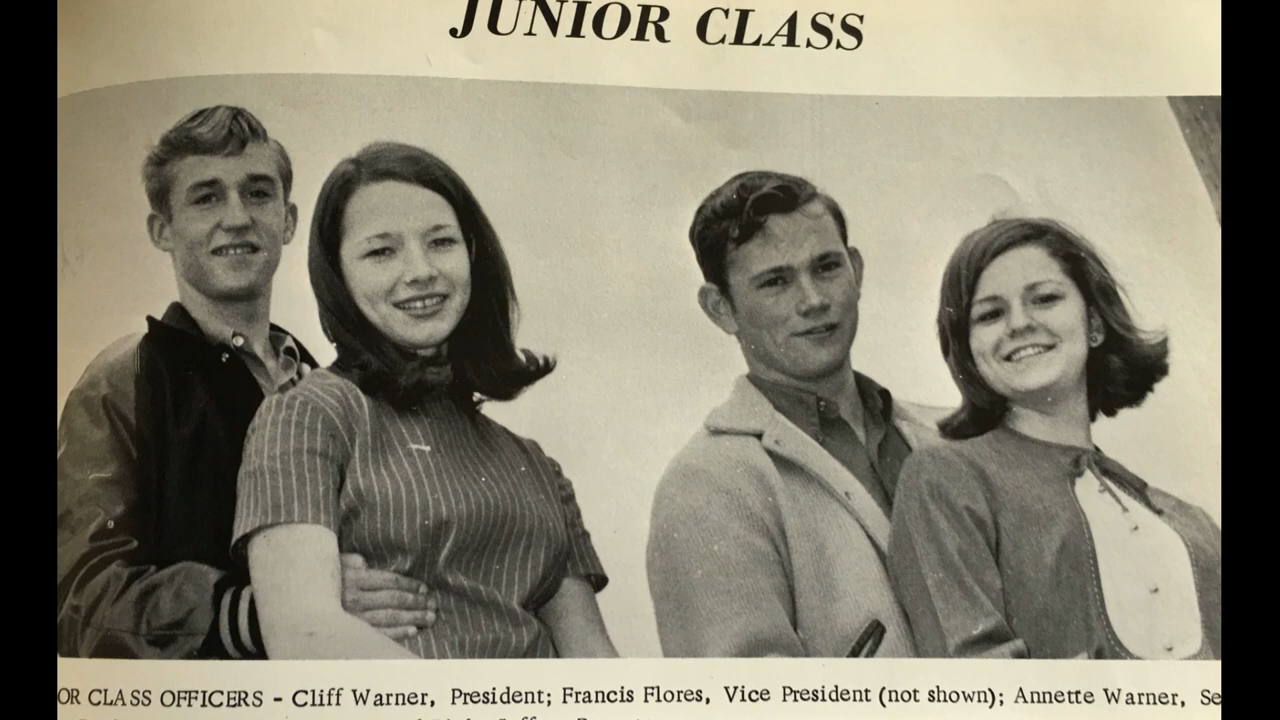 JUNIOR CLASS
OR CLASS OFFICERS - Cliff Warner, President; Francis Flores, Vice President (not shown); Annette Warner, Se